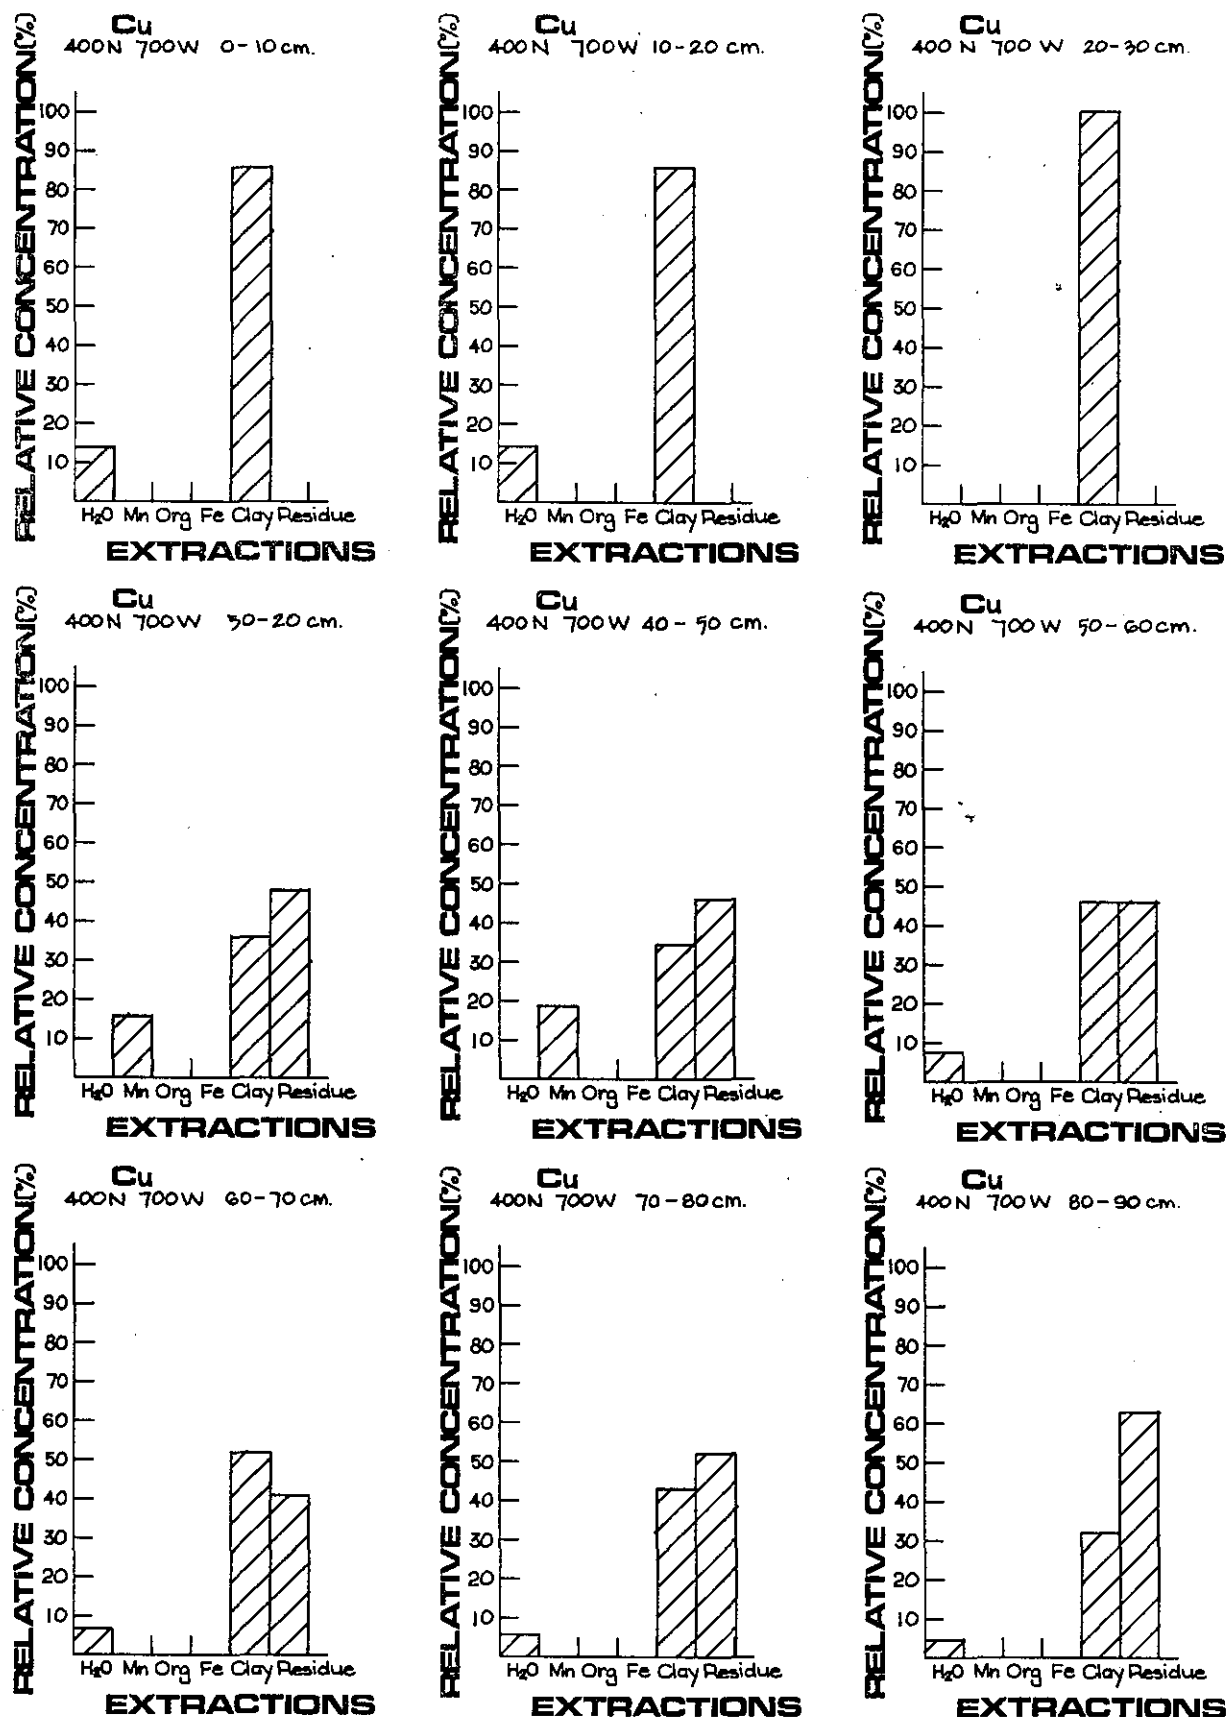 RELATIVE CONCENTRATION(%)
Cu
400N 700W 0-10 cm.
100
90
80
70
60
50
40
30
20
10
H₂O Mn Org Fe Clay Residue
EXTRACTIONS
RELATIVE CONCENTRATION(%)
Cu
400N 700W 10-20 cm.
100
90
80
70
60
50
40
30
20
10
H₂O Mn Org Fe Clay Residue
EXTRACTIONS
RELATIVE CONCENTRATION(%)
Cu
400 N 700 W 20-30 cm.
100
90
80
70
60
50
40
30
20
10
H₂O Mn Org Fe Clay Residue
EXTRACTIONS
RELATIVE CONCENTRATION(%)
Cu
400N 700W 30-20 cm.
100
90
80
70
60
50
40
30
20
10
H₂O Mn Org Fe Clay Residue
EXTRACTIONS
RELATIVE CONCENTRATION(%)
Cu
400N 700W 40-50 cm.
100
90
80
70
60
50
40
30
20
10
H₂O Mn Org Fe Clay Residue
EXTRACTIONS
RELATIVE CONCENTRATION(%)
Cu
400N 700W 50-60cm.
100
90
80
70
60
50
40
30
20
10
H₂O Mn Org Fe Clay Residue
EXTRACTIONS
RELATIVE CONCENTRATION(%)
Cu
400N 700W 60-70 cm.
100
90
80
70
60
50
40
30
20
10
H₂O Mn Org Fe Clay Residue
EXTRACTIONS
RELATIVE CONCENTRATION(%)
Cu
400N 700W 70-80 cm.
100
90
80
70
60
50
40
30
20
10
H₂O Mn Org Fe Clay Residue
EXTRACTIONS
RELATIVE CONCENTRATION(%)
Cu
400N 700W 80-90 cm.
100
90
80
70
60
50
40
30
20
10
H₂O Mn Org Fe Clay Residue
EXTRACTIONS